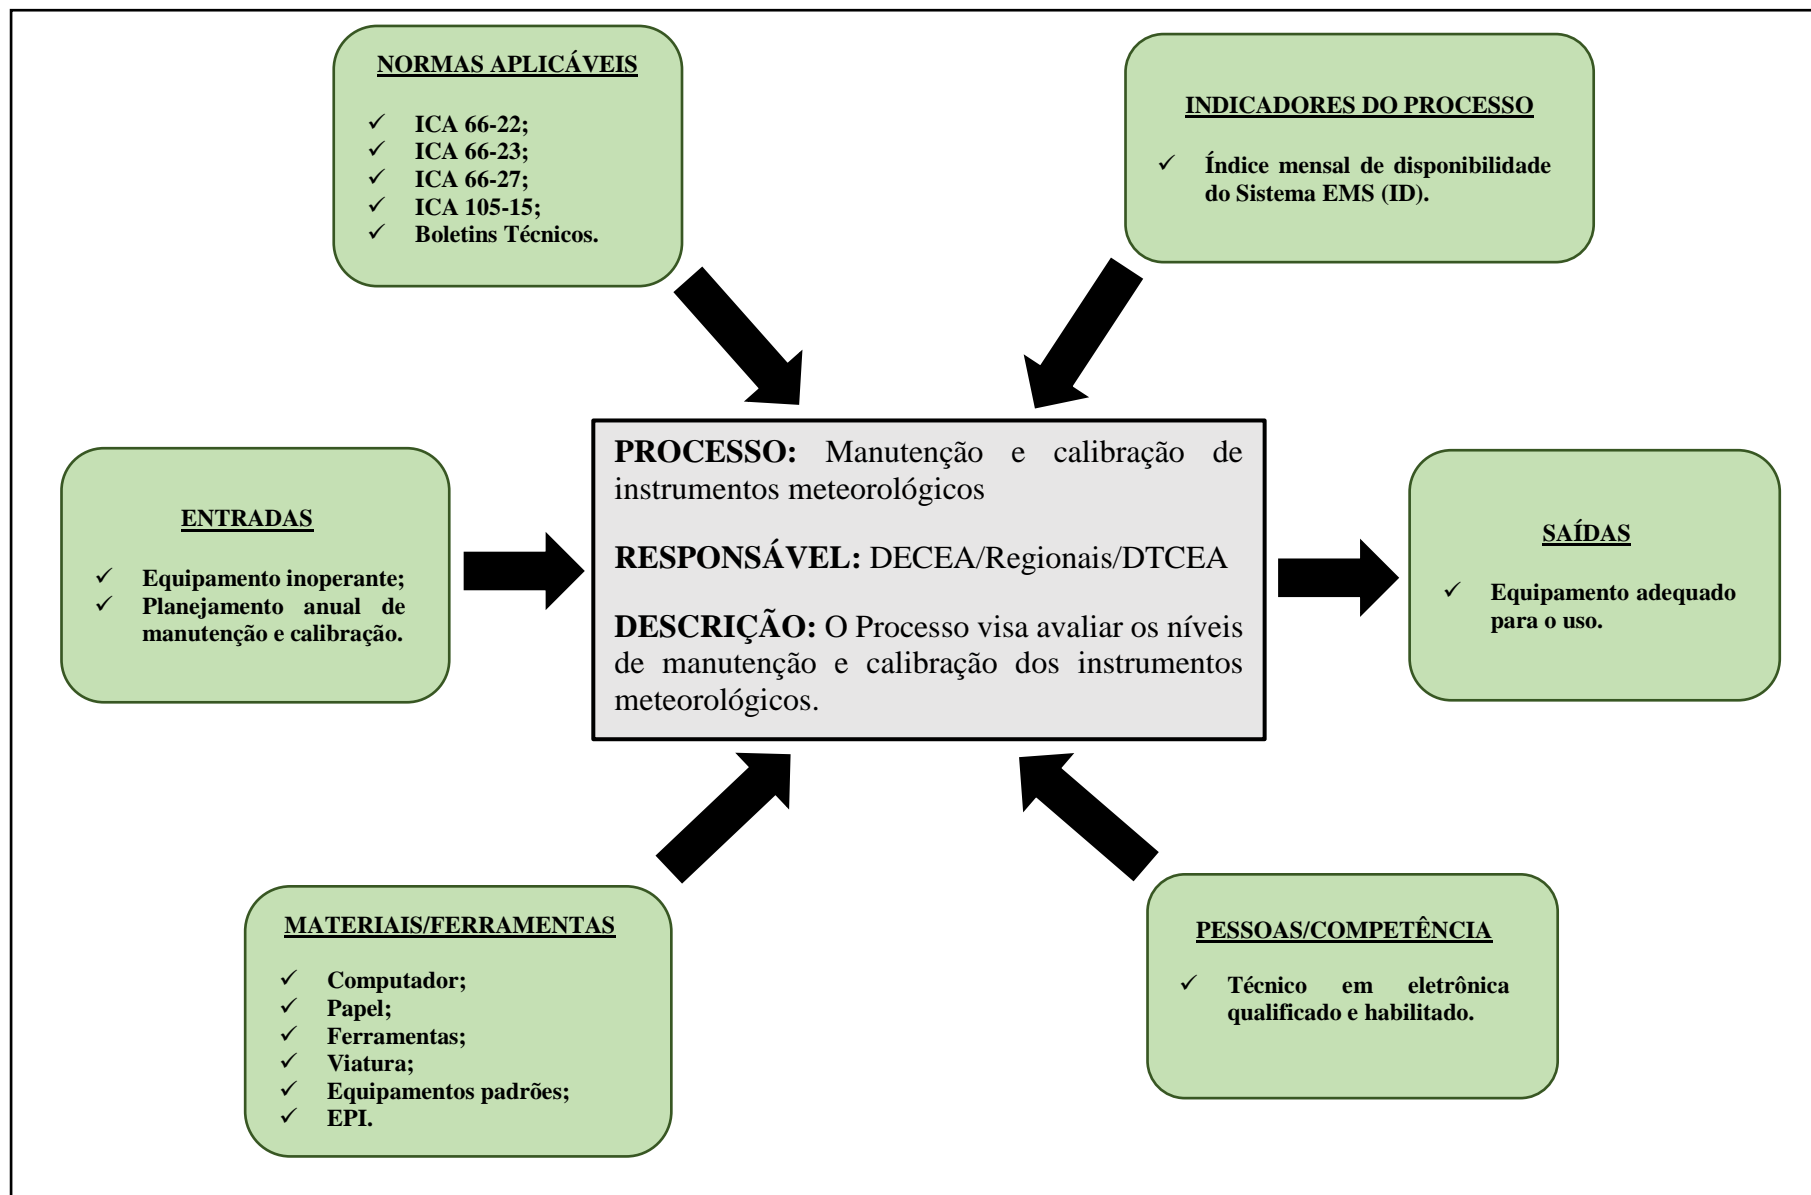 NORMAS APLICÁVEIS
✓ ICA 66-22;
✓ ICA 66-23;
✓ ICA 66-27;
✓ ICA 105-15;
✓ Boletins Técnicos.
INDICADORES DO PROCESSO
✓ Índice mensal de disponibilidade
do Sistema EMS (ID).
ENTRADAS
✓ Equipamento inoperante;
✓ Planejamento anual de
manutenção e calibração.
PROCESSO: Manutenção e calibração de
instrumentos meteorológicos
RESPONSÁVEL: DECEA/Regionais/DTCEA
DESCRIÇÃO: O Processo visa avaliar os níveis
de manutenção e calibração dos instrumentos
meteorológicos.
SAÍDAS
✓ Equipamento adequado
para o uso.
MATERIAIS/FERRAMENTAS
✓ Computador;
✓ Papel;
✓ Ferramentas;
✓ Viatura;
✓ Equipamentos padrões;
✓ EPI.
PESSOAS/COMPETÊNCIA
✓ Técnico em eletrônica
qualificado e habilitado.